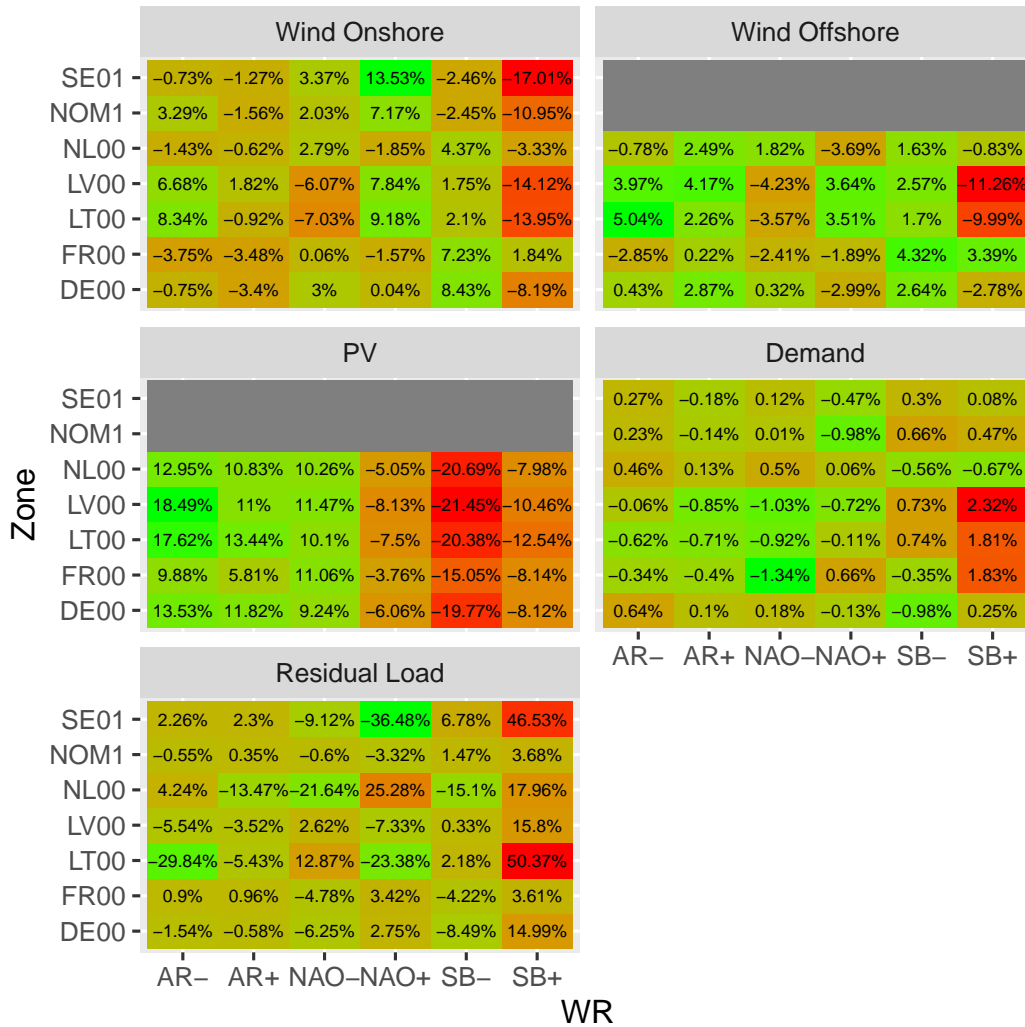 Wind Onshore Wind Offshore
SE01 −0.73% −1.27% 3.37% 13.53% −2.46% −17.01%
NOM1 3.29% −1.56% 2.03% 7.17% −2.45% −10.95%
NL00 −1.43% −0.62% 2.79% −1.85% 4.37% −3.33% −0.78% 2.49% 1.82% −3.69% 1.63% −0.83%
LV00 6.68% 1.82% −6.07% 7.84% 1.75% −14.12% 3.97% 4.17% −4.23% 3.64% 2.57% −11.26%
LT00 8.34% −0.92% −7.03% 9.18% 2.1% −13.95% 5.04% 2.26% −3.57% 3.51% 1.7% −9.99%
FR00 −3.75% −3.48% 0.06% −1.57% 7.23% 1.84% −2.85% 0.22% −2.41% −1.89% 4.32% 3.39%
DE00 −0.75% −3.4% 3% 0.04% 8.43% −8.19% 0.43% 2.87% 0.32% −2.99% 2.64% −2.78%
PV Demand
SE01 0.27% −0.18% 0.12% −0.47% 0.3% 0.08%
NOM1 0.23% −0.14% 0.01% −0.98% 0.66% 0.47%
NL00 12.95% 10.83% 10.26% −5.05% −20.69% −7.98% 0.46% 0.13% 0.5% 0.06% −0.56% −0.67%
LV00 18.49% 11% 11.47% −8.13% −21.45% −10.46% −0.06% −0.85% −1.03% −0.72% 0.73% 2.32%
LT00 17.62% 13.44% 10.1% −7.5% −20.38% −12.54% −0.62% −0.71% −0.92% −0.11% 0.74% 1.81%
FR00 9.88% 5.81% 11.06% −3.76% −15.05% −8.14% −0.34% −0.4% −1.34% 0.66% −0.35% 1.83%
DE00 13.53% 11.82% 9.24% −6.06% −19.77% −8.12% 0.64% 0.1% 0.18% −0.13% −0.98% 0.25%
Zone
AR− AR+ NAO− NAO+ SB− SB+
Residual Load
SE01 2.26% 2.3% −9.12% −36.48% 6.78% 46.53%
NOM1 −0.55% 0.35% −0.6% −3.32% 1.47% 3.68%
NL00 4.24% −13.47% −21.64% 25.28% −15.1% 17.96%
LV00 −5.54% −3.52% 2.62% −7.33% 0.33% 15.8%
LT00 −29.84% −5.43% 12.87% −23.38% 2.18% 50.37%
FR00 0.9% 0.96% −4.78% 3.42% −4.22% 3.61%
DE00 −1.54% −0.58% −6.25% 2.75% −8.49% 14.99%
AR− AR+ NAO− NAO+ SB− SB+
WR